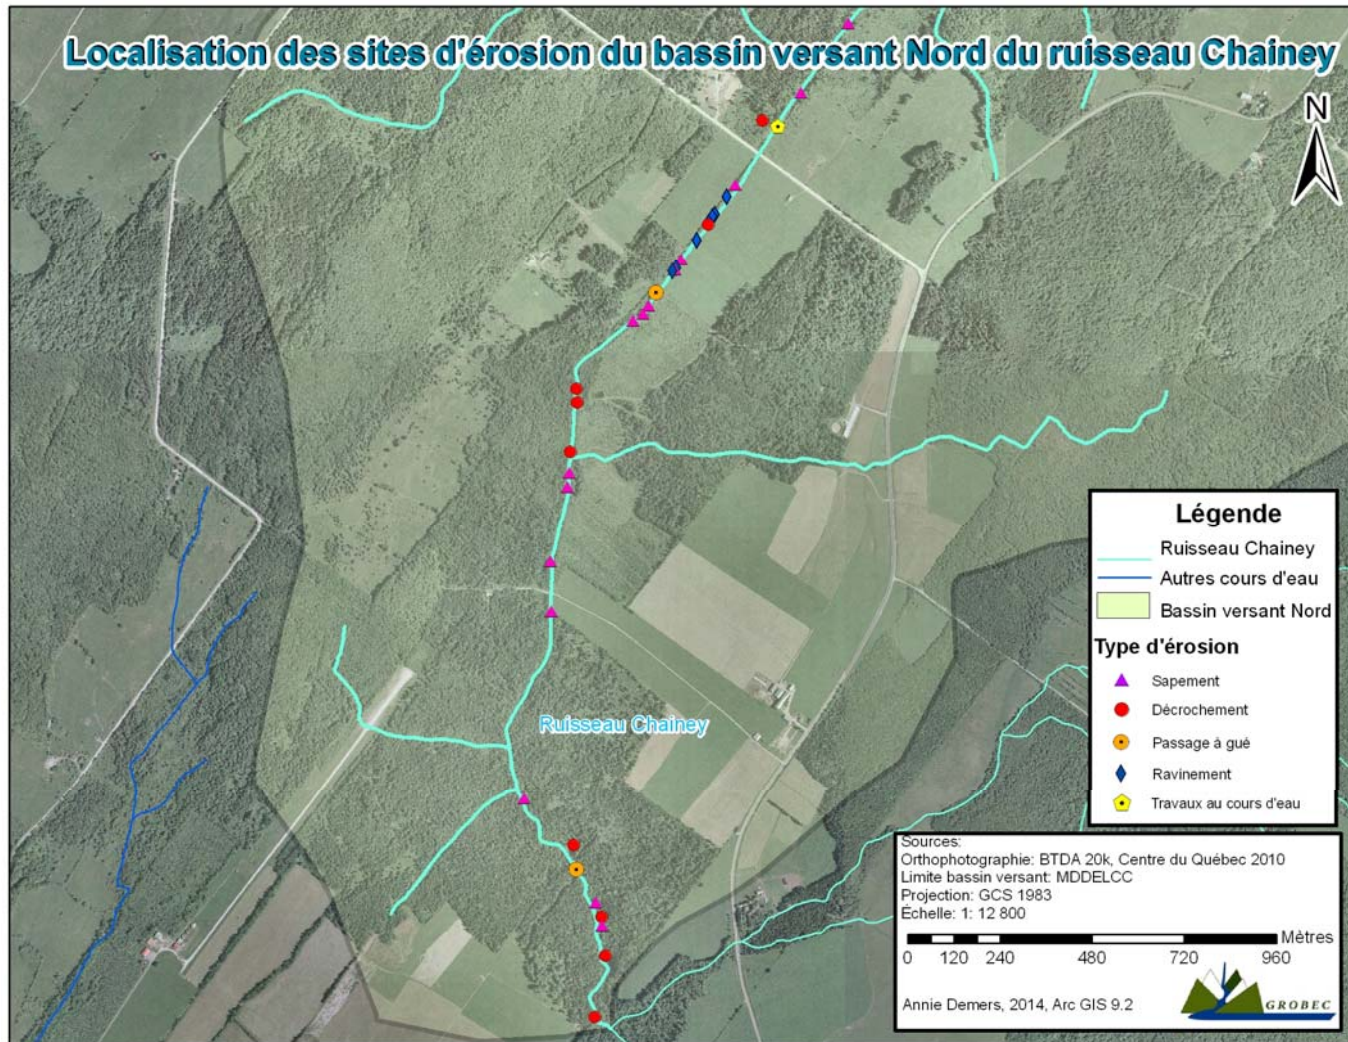 Localisation des sites d'érosion du bassin versant Nord du ruisseau Chainey
N
Ruisseau Chainey
Légende
Ruisseau Chainey
Autres cours d'eau
Bassin versant Nord
Type d'érosion
Sapement
Décrochement
Passage à gué
Ravinement
Travaux au cours d'eau
Sources:
Orthophotographie: BTDA 20k, Centre du Québec 2010
Limite bassin versant: MDDELCC
Projection: GCS 1983
Échelle: 1: 12 800
Mètres
0 120 240 480 720 960
Annie Demers, 2014, Arc GIS 9.2
GROBEC